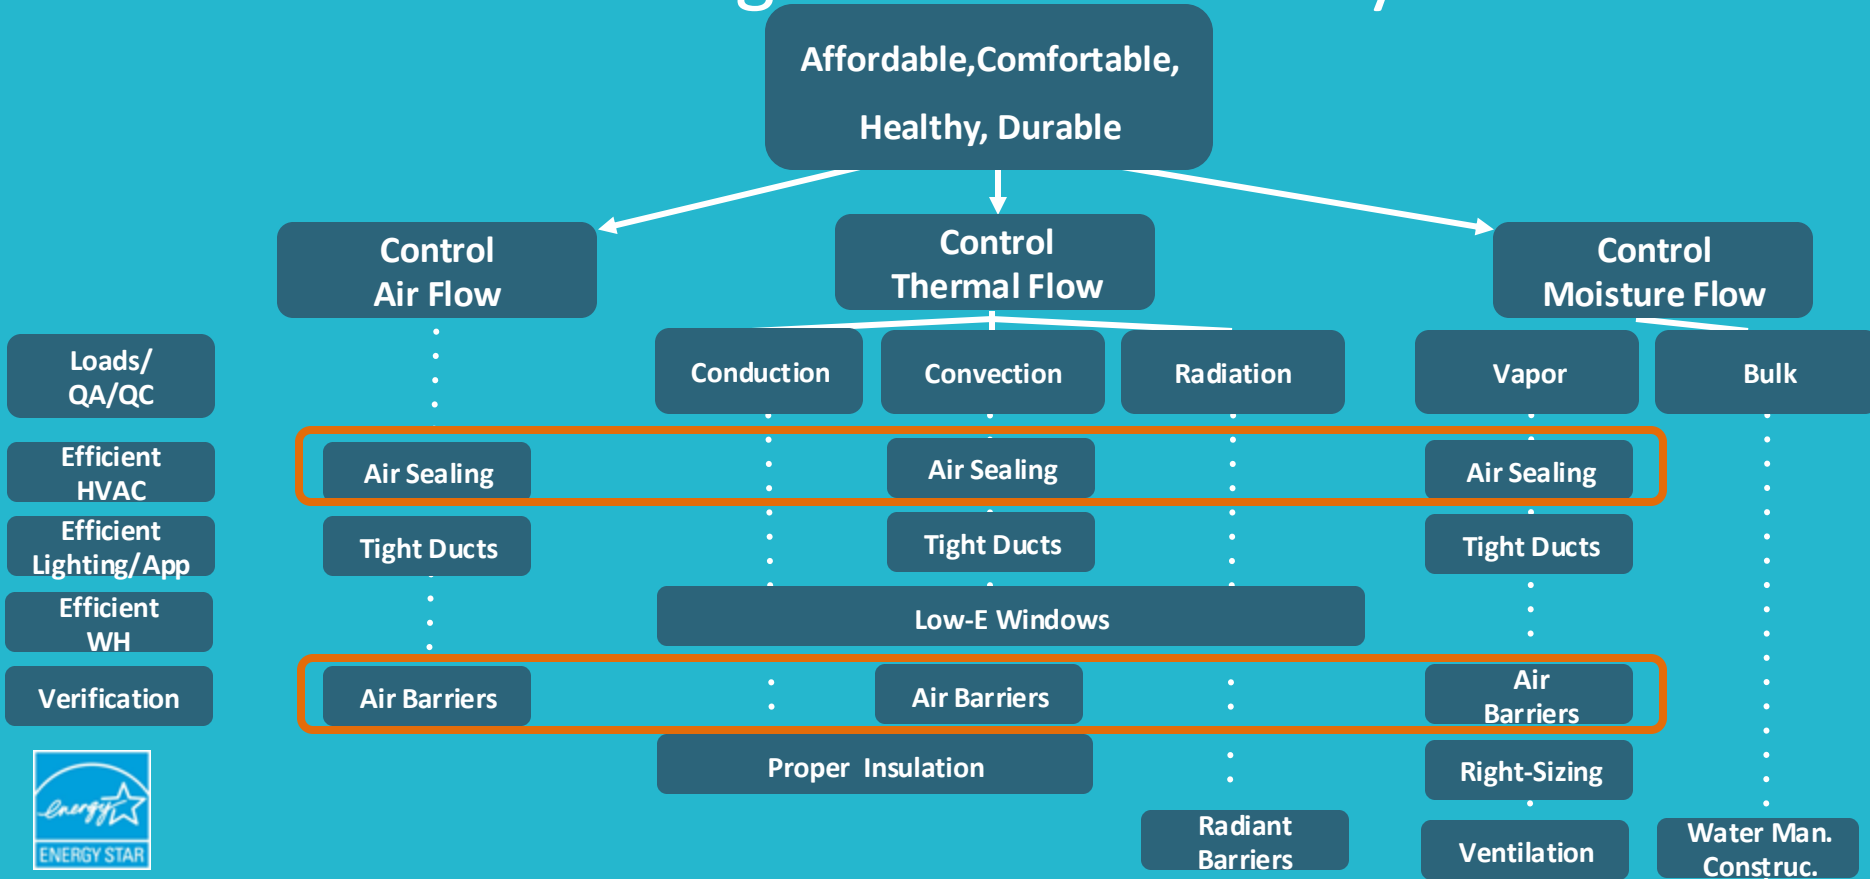 Affordable,Comfortable,
Healthy, Durable
Control
Air Flow
Control
Thermal Flow
Control
Moisture Flow
Loads/
QA/QC
Conduction
Convection
Radiation
Vapor
Bulk
Efficient
HVAC
Air Sealing
Air Sealing
Air Sealing
Efficient
Lighting/App
Tight Ducts
Tight Ducts
Tight Ducts
Efficient
WH
Low-E Windows
Verification
Air Barriers
Air Barriers
Air
Barriers
Proper Insulation
Right-Sizing
energy
ENERGY STAR
Radiant
Barriers
Ventilation
Water Man.
Construc.